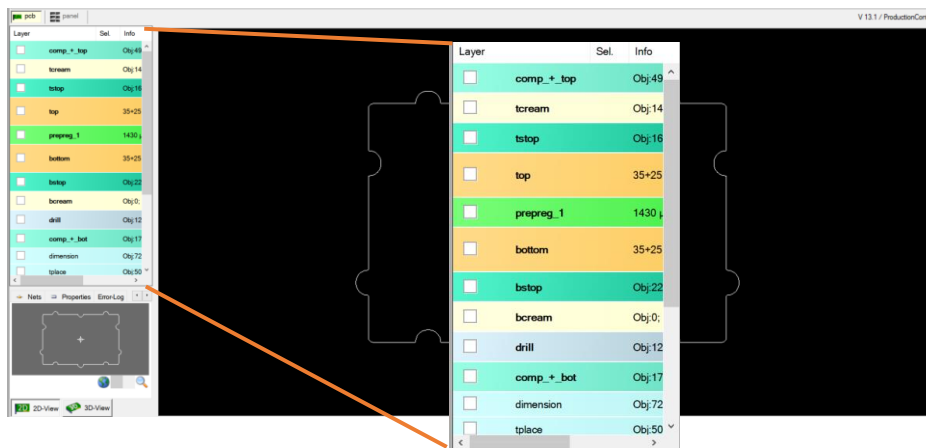 pcb panel
V 13.1 / ProductionCom
Layer Sel. Info
comp_+_top Obj:49
tcream Obj:14
tstop Obj:16
top 35+25
prepreg_1 1430 µ
bottom 35+25
bstop Obj:22
bcream Obj:0;
drill Obj:12
comp_+_bot Obj:17
dimension Obj:72
tplace Obj:50
Nets Properties Error-Log
2D 2D-View 3D-View
Layer Sel. Info
comp_+_top Obj:49
tcream Obj:14
tstop Obj:16
top 35+25
prepreg_1 1430 µ
bottom 35+25
bstop Obj:22
bcream Obj:0;
drill Obj:12
comp_+_bot Obj:17
dimension Obj:72
tplace Obj:50